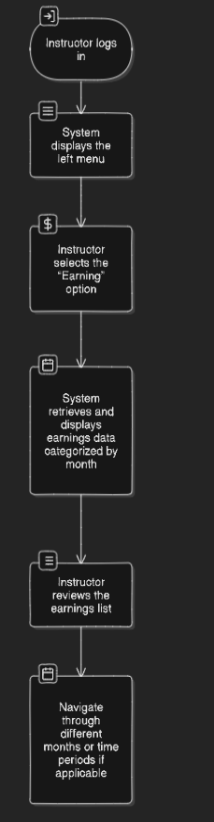 Instructor logs
in
System
displays the
left menu
$
Instructor
selects the
"Earning"
option
System
retrieves and
displays
earnings data
categorized by
month
Instructor
reviews the
earnings list
Navigate
through
different
months or time
periods if
applicable